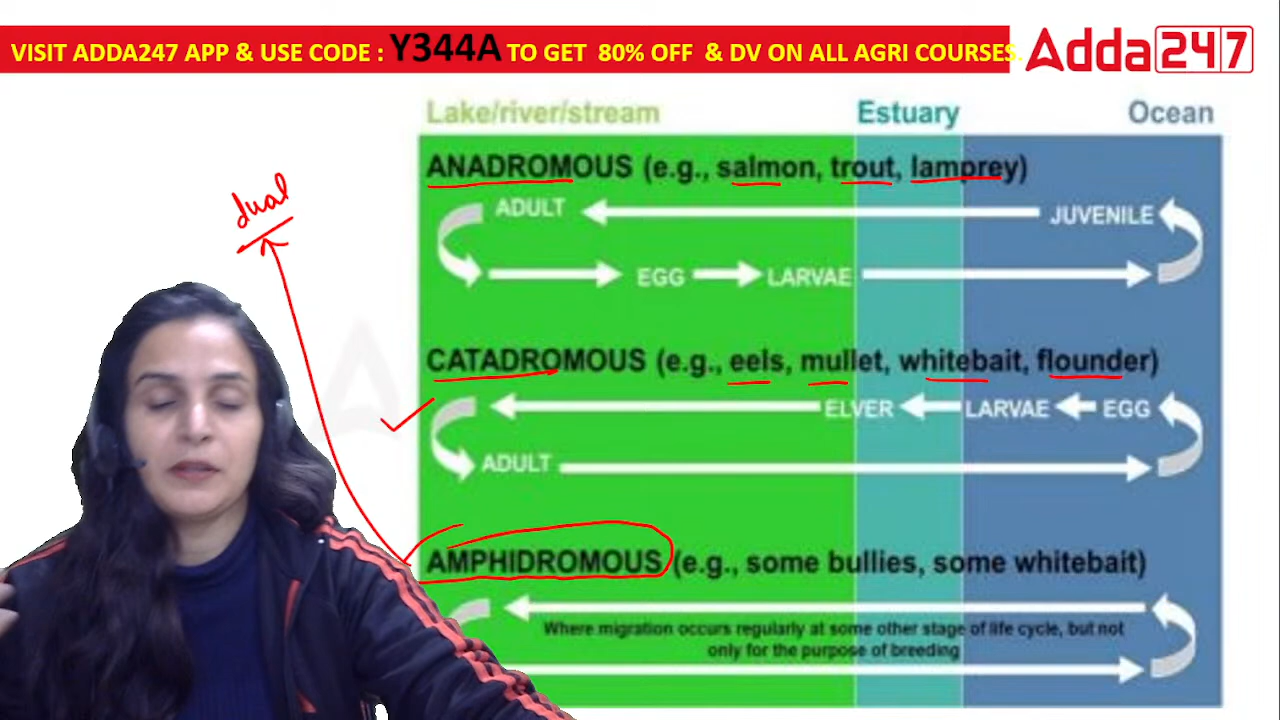 VISIT ADDA247 APP & USE CODE : Y344A TO GET 80% OFF & DV ON ALL AGRI COURSES.
Adda247
Lake/river/stream Estuary Ocean
ANADROMOUS (e.g., salmon, trout, lamprey)
dual
ADULT JUVENILE
EGG LARVAE
CATADROMOUS (e.g., eels, mullet, whitebait, flounder)
ELVER LARVAE EGG
ADULT
AMPHIDROMOUS (e.g., some bullies, some whitebait)
Where migration occurs regularly at some other stage of life cycle, but not
only for the purpose of breeding